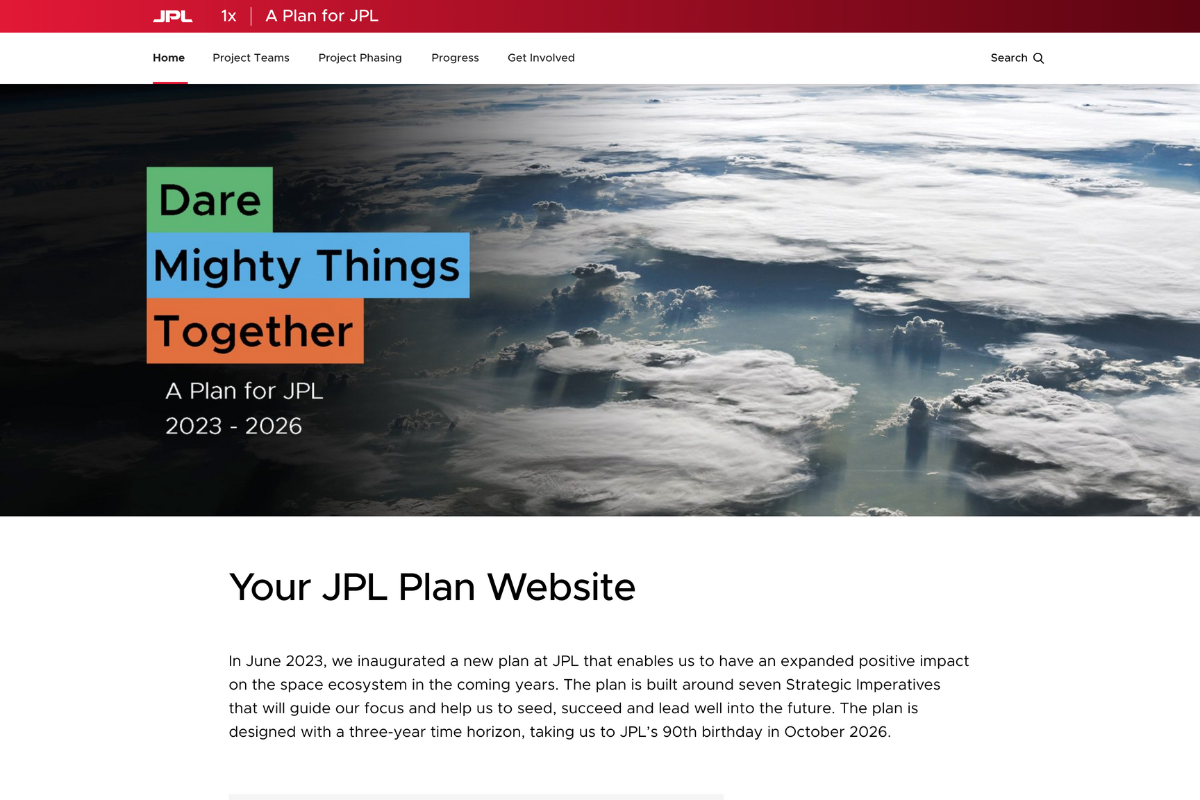 JPL 1x A Plan for JPL
Home Project Teams Project Phasing Progress Get Involved Search
Dare
Mighty Things
Together
A Plan for JPL
2023 - 2026
Your JPL Plan Website
In June 2023, we inaugurated a new plan at JPL that enables us to have an expanded positive impact
on the space ecosystem in the coming years. The plan is built around seven Strategic Imperatives
that will guide our focus and help us to seed, succeed and lead well into the future. The plan is
designed with a three-year time horizon, taking us to JPL’s 90th birthday in October 2026.